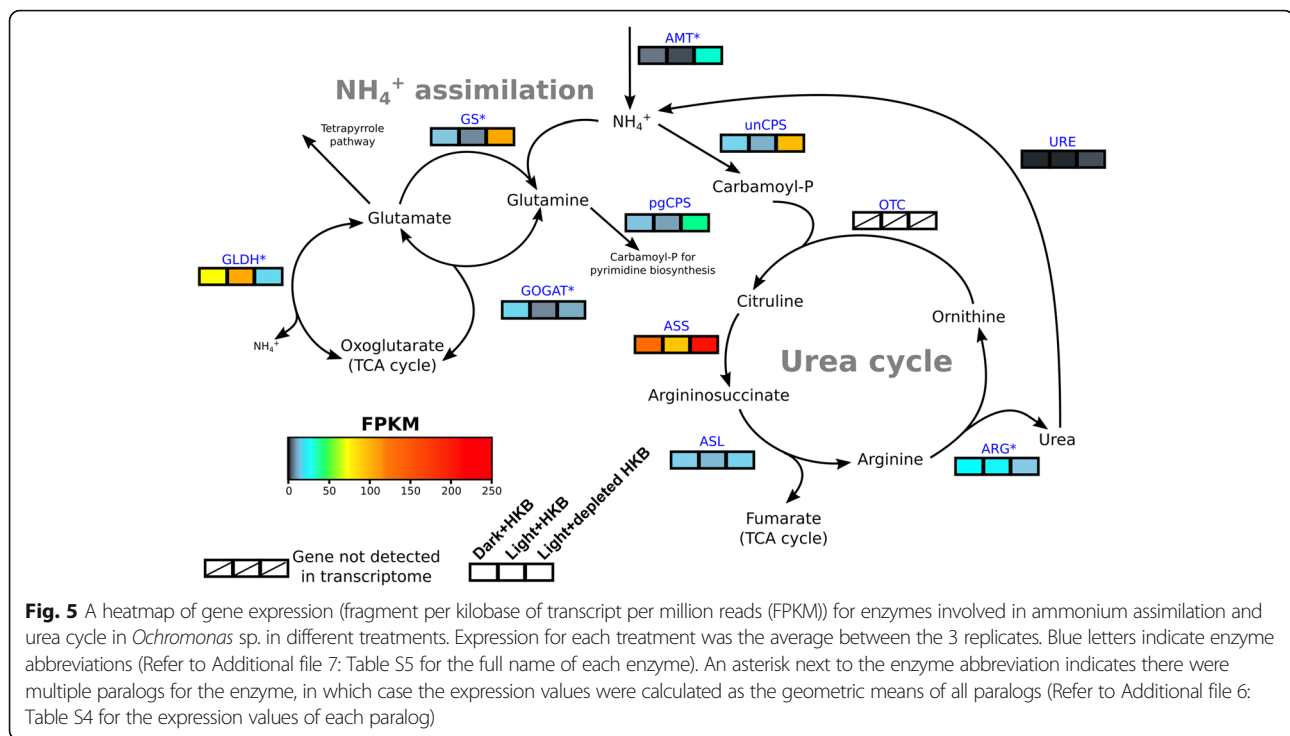 AMT*
NH₄⁺ assimilation
NH₄⁺
Tetrapyrrole
pathway
GS*
unCPS
URE
Carbamoyl-P
Glutamate
Glutamine
pgCPS
OTC
Carbamoyl-P for
pyrimidine biosynthesis
GLDH*
GOGAT*
Citruline
Ornithine
NH₄⁺
Oxoglutarate
(TCA cycle)
ASS
Urea cycle
Argininosuccinate
FPKM
0 50 100 150 200 250
ASL
Arginine
ARG*
Urea
Fumarate
(TCA cycle)
Dark+HKB
Light+HKB
Light+depleted HKB
Gene not detected
in transcriptome
Fig. 5 A heatmap of gene expression (fragment per kilobase of transcript per million reads (FPKM)) for enzymes involved in ammonium assimilation and
urea cycle in Ochromonas sp. in different treatments. Expression for each treatment was the average between the 3 replicates. Blue letters indicate enzyme
abbreviations (Refer to Additional file 7: Table S5 for the full name of each enzyme). An asterisk next to the enzyme abbreviation indicates there were
multiple paralogs for the enzyme, in which case the expression values were calculated as the geometric means of all paralogs (Refer to Additional file 6:
Table S4 for the expression values of each paralog)